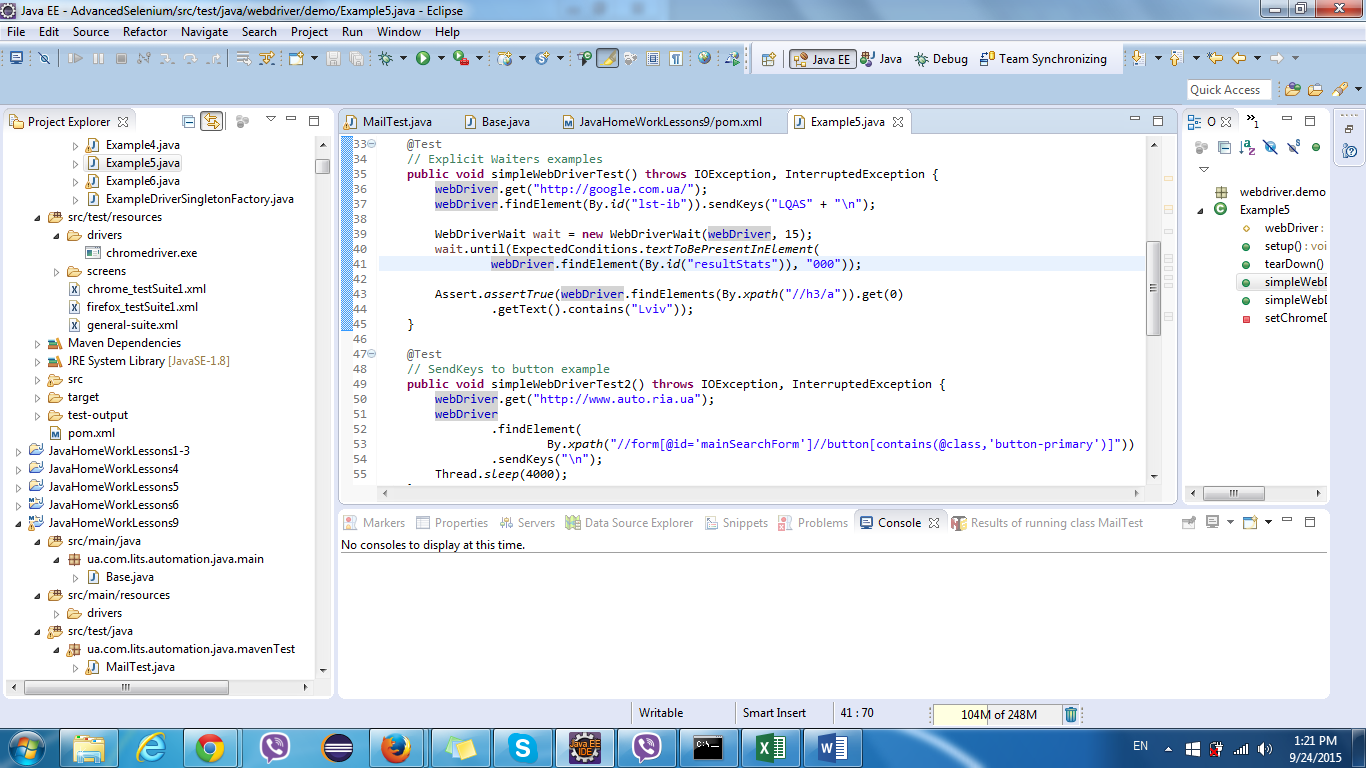 Java EE - AdvancedSelenium/src/test/java/webdriver/demo/Example5.java - Eclipse
File Edit Source Refactor Navigate Search Project Run Window Help
Java EE Java Debug Team Synchronizing
Quick Access
Project Explorer
Example4.java
Example5.java
Example6.java
ExampleDriverSingletonFactory.java
src/test/resources
drivers
chromedriver.exe
screens
chrome_testSuite1.xml
firefox_testSuite1.xml
general-suite.xml
Maven Dependencies
JRE System Library [JavaSE-1.8]
src
target
test-output
pom.xml
JavaHomeWorkLessons1-3
JavaHomeWorkLessons4
JavaHomeWorkLessons5
JavaHomeWorkLessons6
JavaHomeWorkLessons9
src/main/java
ua.com.lits.automation.java.main
Base.java
src/main/resources
drivers
src/test/java
ua.com.lits.automation.java.mavenTest
MailTest.java
MailTest.java Base.java JavaHomeWorkLessons9/pom.xml Example5.java
33 @Test
34 // Explicit Waiters examples
35 public void simpleWebDriverTest() throws IOException, InterruptedException {
36 webDriver.get("http://google.com.ua/");
37 webDriver.findElement(By.id("lst-ib")).sendKeys("LQAS" + "\n");
38
39 WebDriverWait wait = new WebDriverWait(webDriver, 15);
40 wait.until(ExpectedConditions.textToBePresentInElement(
41 webDriver.findElement(By.id("resultStats")), "000"));
42
43 Assert.assertTrue(webDriver.findElements(By.xpath("//h3/a")).get(0)
44 .getText().contains("Lviv"));
45 }
46
47 @Test
48 // SendKeys to button example
49 public void simpleWebDriverTest2() throws IOException, InterruptedException {
50 webDriver.get("http://www.auto.ria.ua");
51 webDriver
52 .findElement(
53 By.xpath("//form[@id='mainSearchForm']//button[contains(@class,'button-primary')]"))
54 .sendKeys("\n");
55 Thread.sleep(4000);
O
1
webdriver.demo
Example5
webDriver :
setup() : voi
tearDown()
simpleWebD
simpleWebD
setChromeD
Markers Properties Servers Data Source Explorer Snippets Problems Console Results of running class MailTest
No consoles to display at this time.
Writable Smart Insert 41 : 70 104M of 248M
Java EE IDE
C:\
EN
1:21 PM
9/24/2015